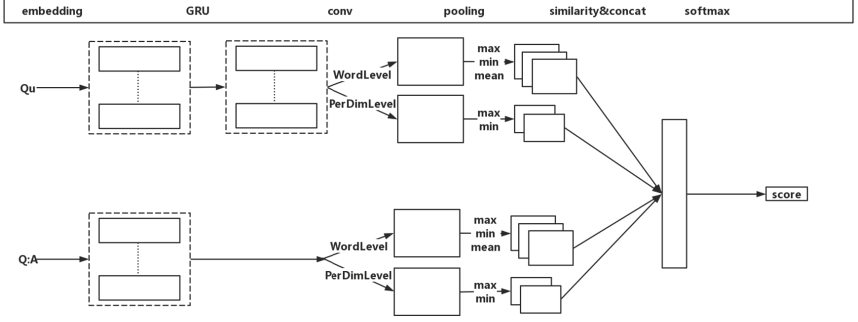 embedding GRU conv pooling similarity&concat softmax
max
min
mean
WordLevel
Qu
PerDimLevel
max
min
score
max
min
mean
WordLevel
Q:A
PerDimLevel
max
min